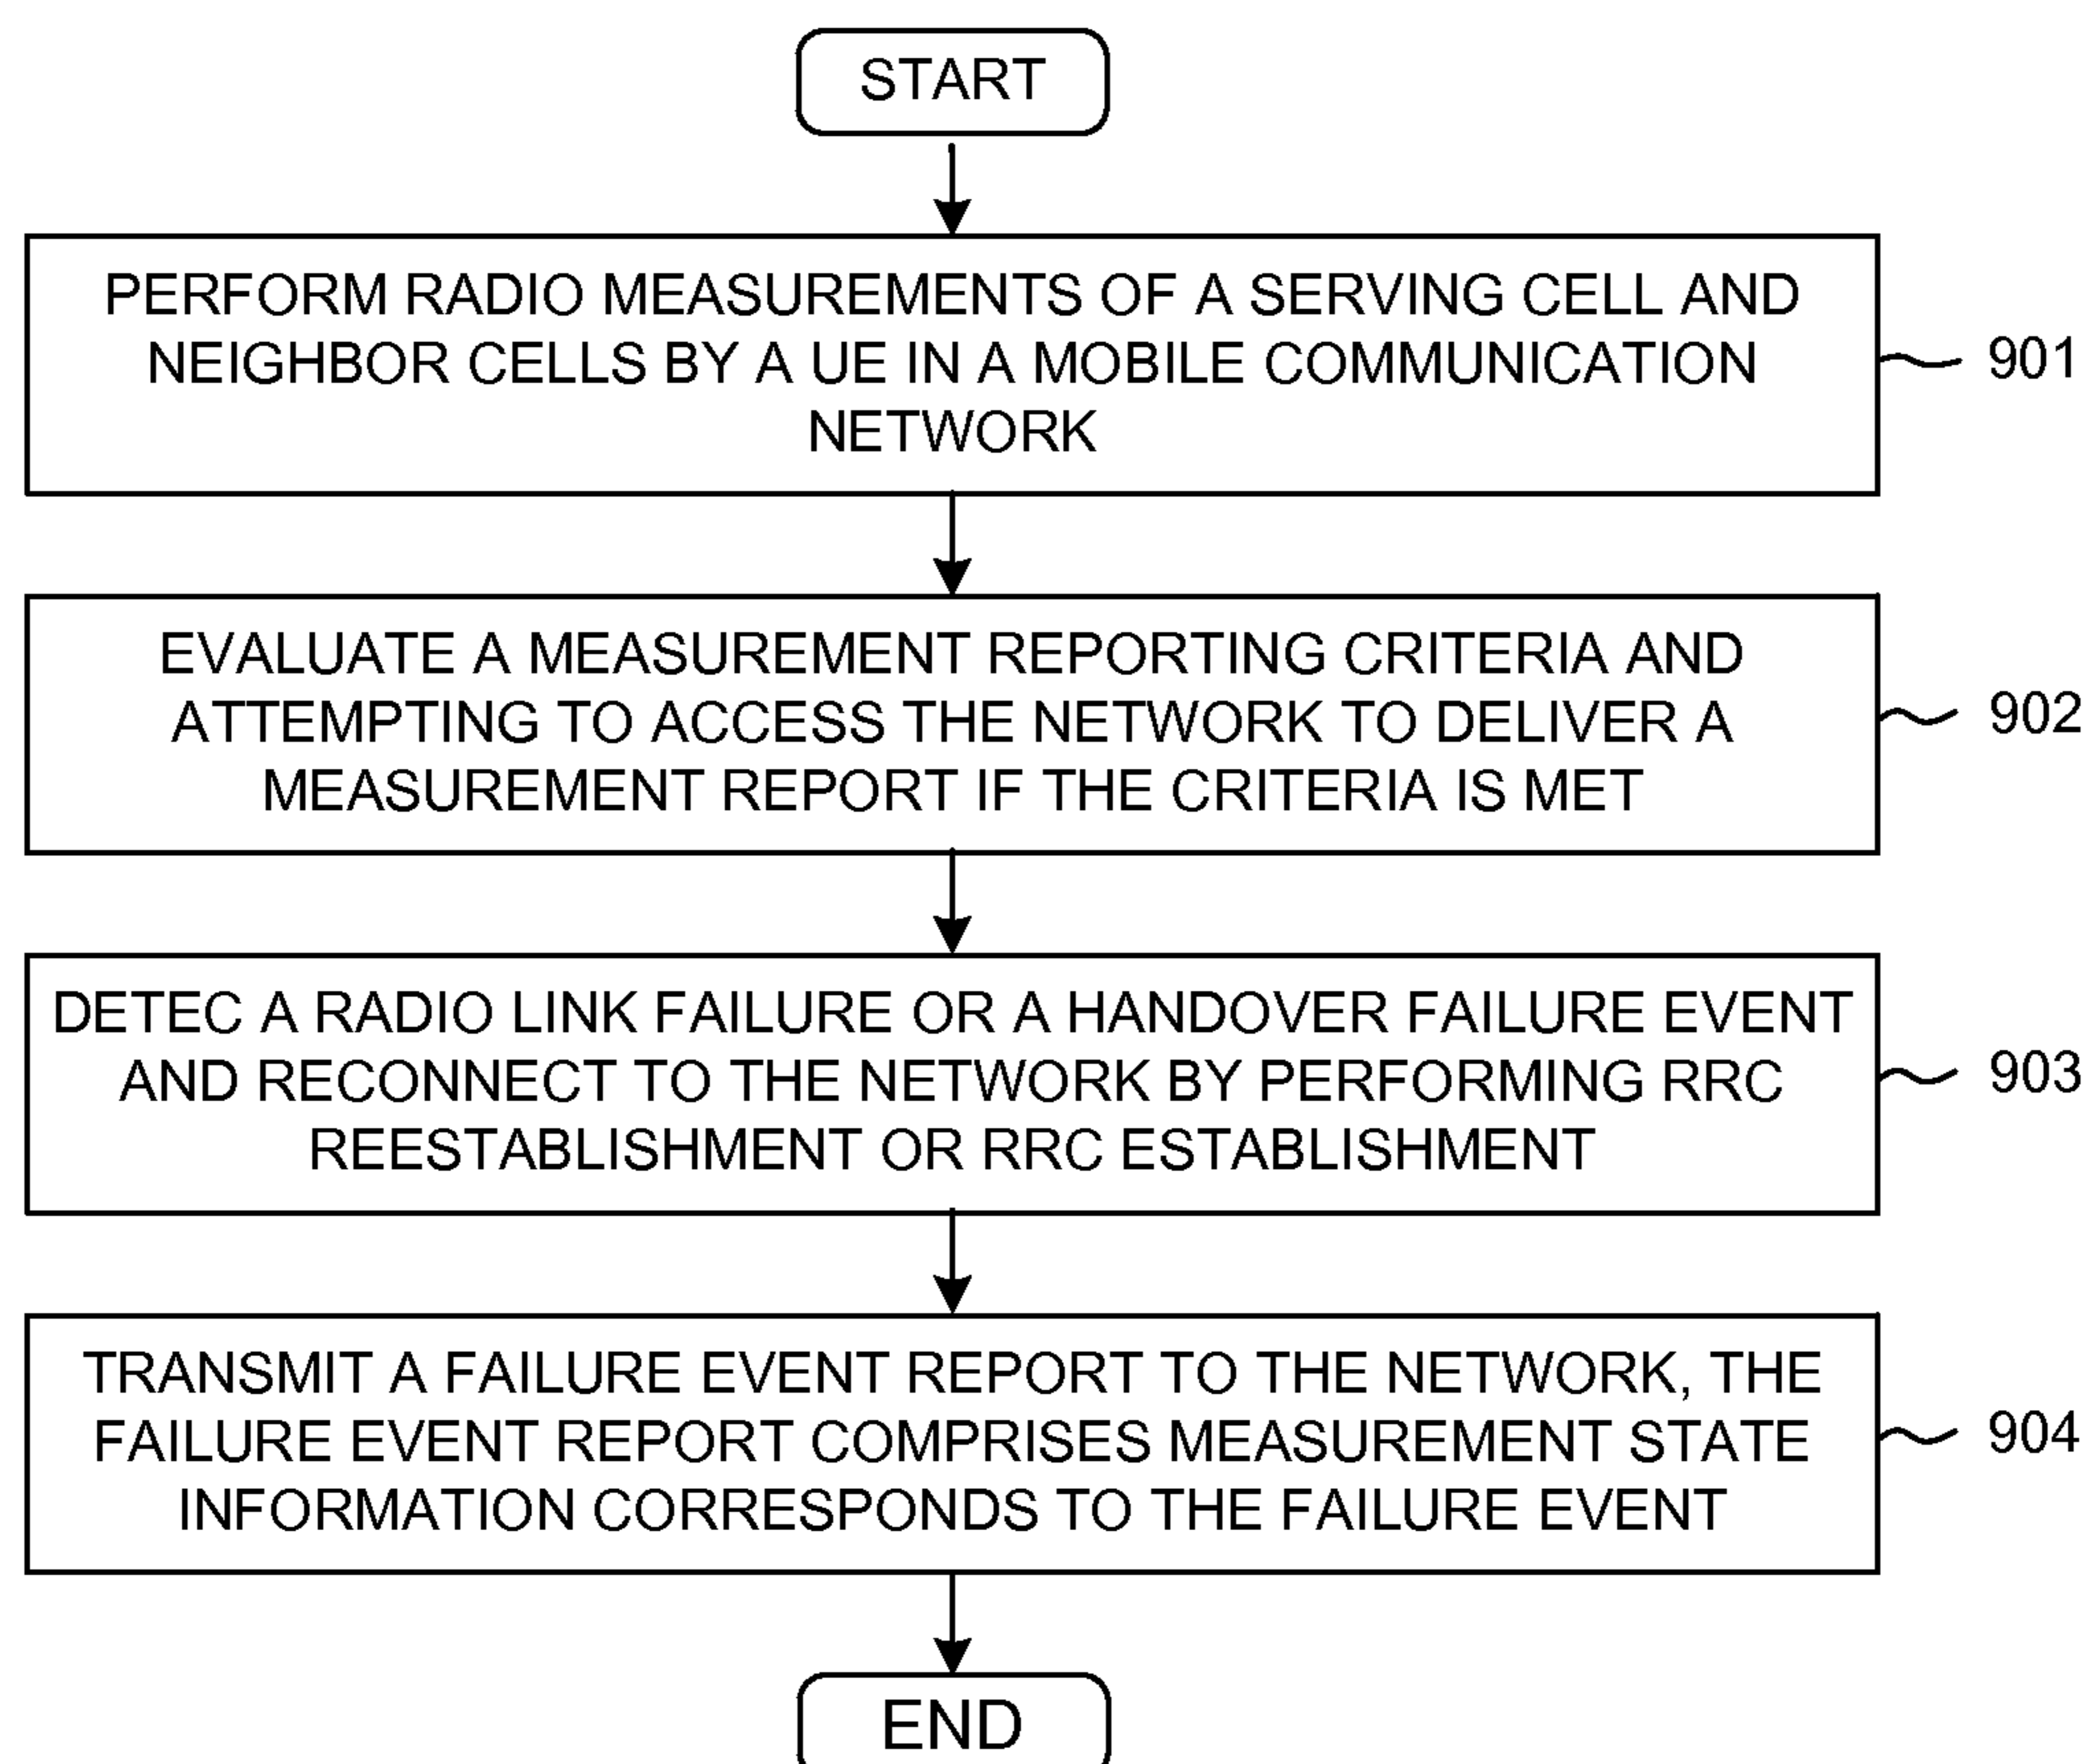 START
PERFORM RADIO MEASUREMENTS OF A SERVING CELL AND
NEIGHBOR CELLS BY A UE IN A MOBILE COMMUNICATION
NETWORK
901
EVALUATE A MEASUREMENT REPORTING CRITERIA AND
ATTEMPTING TO ACCESS THE NETWORK TO DELIVER A
MEASUREMENT REPORT IF THE CRITERIA IS MET
902
DETEC A RADIO LINK FAILURE OR A HANDOVER FAILURE EVENT
AND RECONNECT TO THE NETWORK BY PERFORMING RRC
REESTABLISHMENT OR RRC ESTABLISHMENT
903
TRANSMIT A FAILURE EVENT REPORT TO THE NETWORK, THE
FAILURE EVENT REPORT COMPRISES MEASUREMENT STATE
INFORMATION CORRESPONDS TO THE FAILURE EVENT
904
END